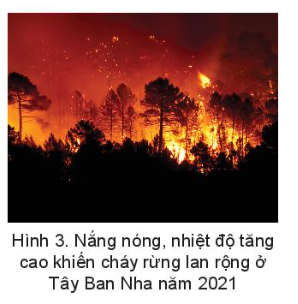 Hình 3. Nắng nóng, nhiệt độ tăng
cao khiến cháy rừng lan rộng ở
Tây Ban Nha năm 2021